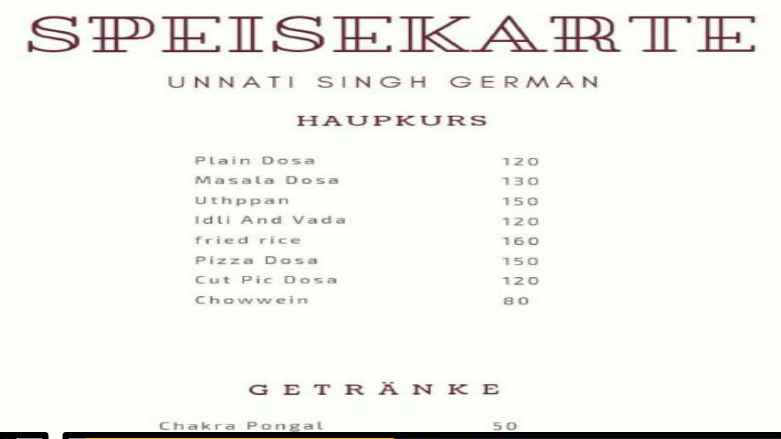 SPEISEKARTE
UNNATI SINGH GERMAN
HAUPKURS
Plain Dosa 120
Masala Dosa 130
Uthppan 150
Idli And Vada 120
fried rice 160
Pizza Dosa 150
Cut Pic Dosa 120
Chowwein 80
GETRÄNKE
Chakra Pongal 50